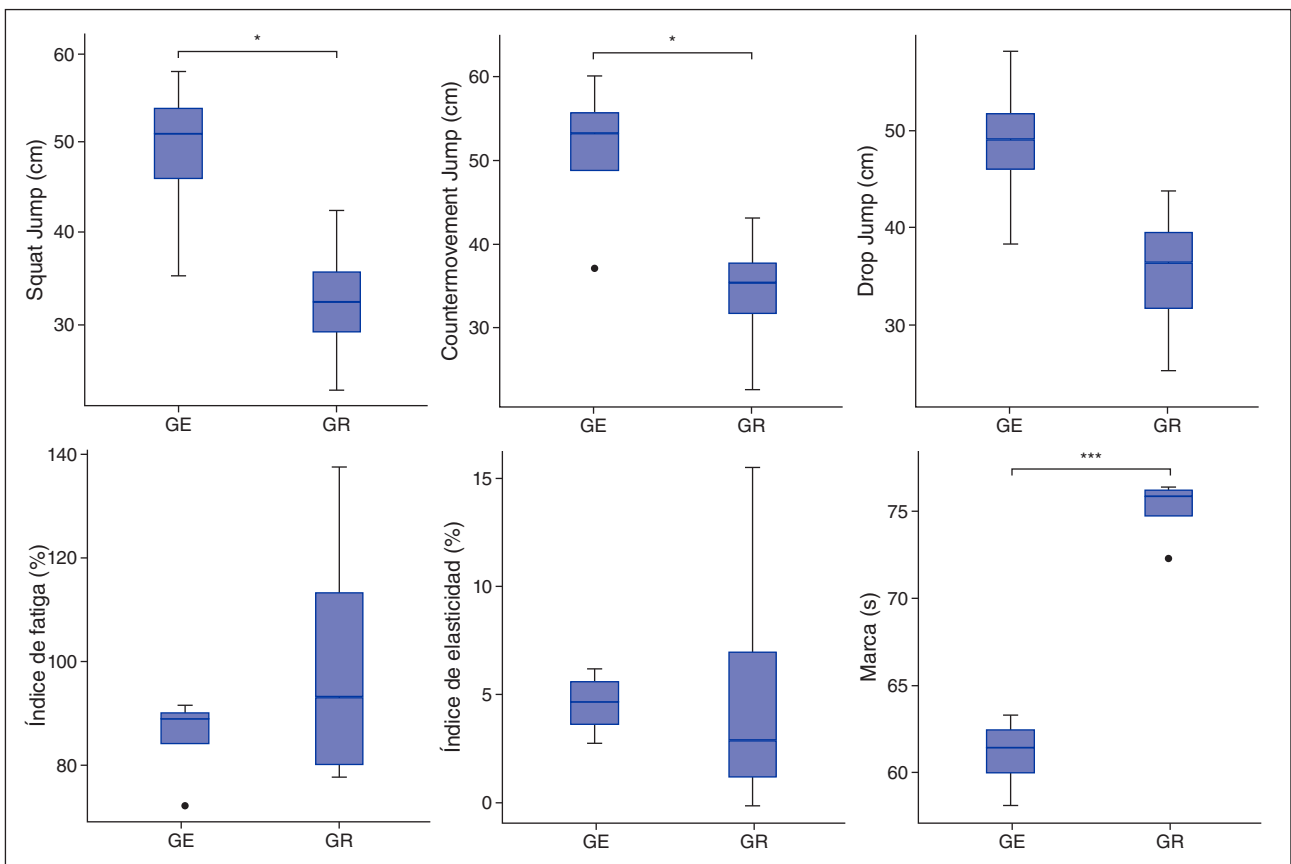 Squat Jump (cm)
60
50
40
30
*
GE
GR
Countermovement Jump (cm)
60
50
40
30
*
GE
GR
Drop Jump (cm)
50
40
30
GE
GR
Índice de fatiga (%)
140
120
100
80
GE
GR
Índice de elasticidad (%)
15
10
5
0
GE
GR
Marca (s)
75
70
65
60
***
GE
GR